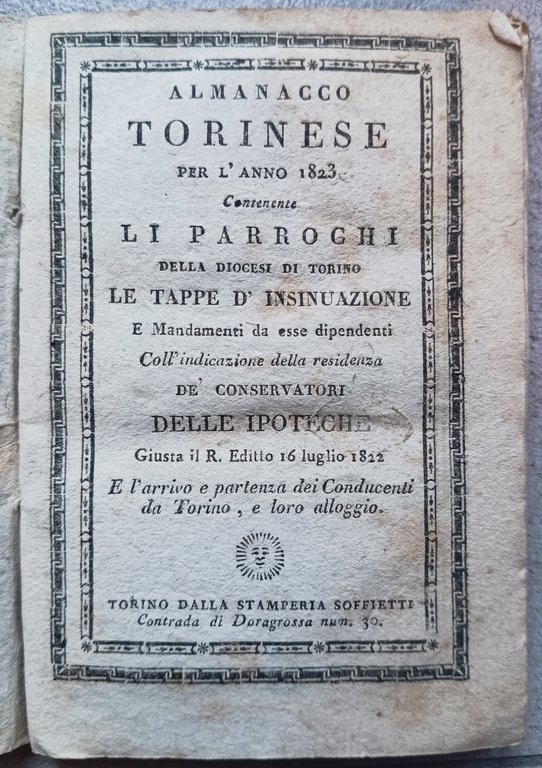 ALMANACCO
TORINESE
PER L'ANNO 1823
Contenente
LI PARROCHI
DELLA DIOCESI DI TORINO
LE TAPPE D' INSINUAZIONE
E Mandamenti da esse dipendenti
Coll'indicazione della residenza
DE' CONSERVATORI
DELLE IPOTECHE
Giusta il R. Editto 16 luglio 1822
E l'arrivo e partenza dei Conducenti
da Torino, e loro alloggio.
TORINO DALLA STAMPERIA SOFFIETTI
Contrada di Doragrossa num. 30.